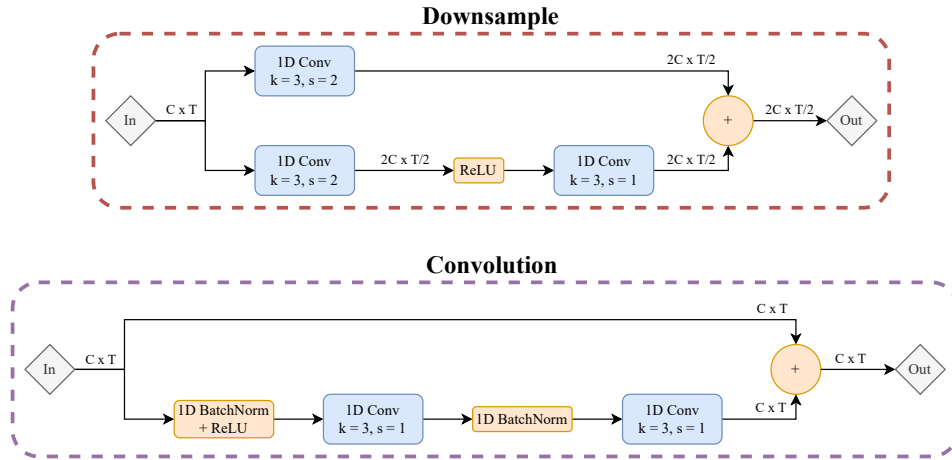 Downsample
1D Conv
k = 3, s = 2
2C x T/2
In
C x T
+
2C x T/2
Out
1D Conv
k = 3, s = 2
2C x T/2
ReLU
1D Conv
k = 3, s = 1
2C x T/2
Convolution
C x T
In
C x T
+
C x T
Out
1D BatchNorm
+ ReLU
1D Conv
k = 3, s = 1
1D BatchNorm
1D Conv
k = 3, s = 1
C x T